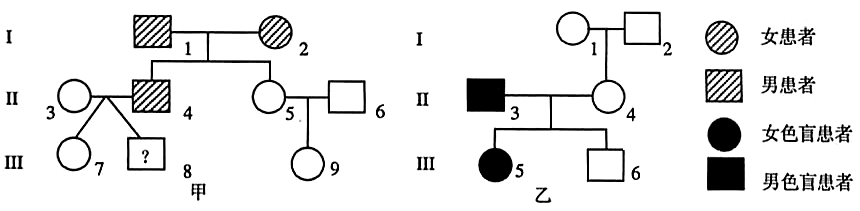 I 1 2 I 1 2 女患者
II 3 4 5 6 II 3 4 男患者
III 7 ? 8 9 III 5 6 女色盲患者
甲 乙 男色盲患者